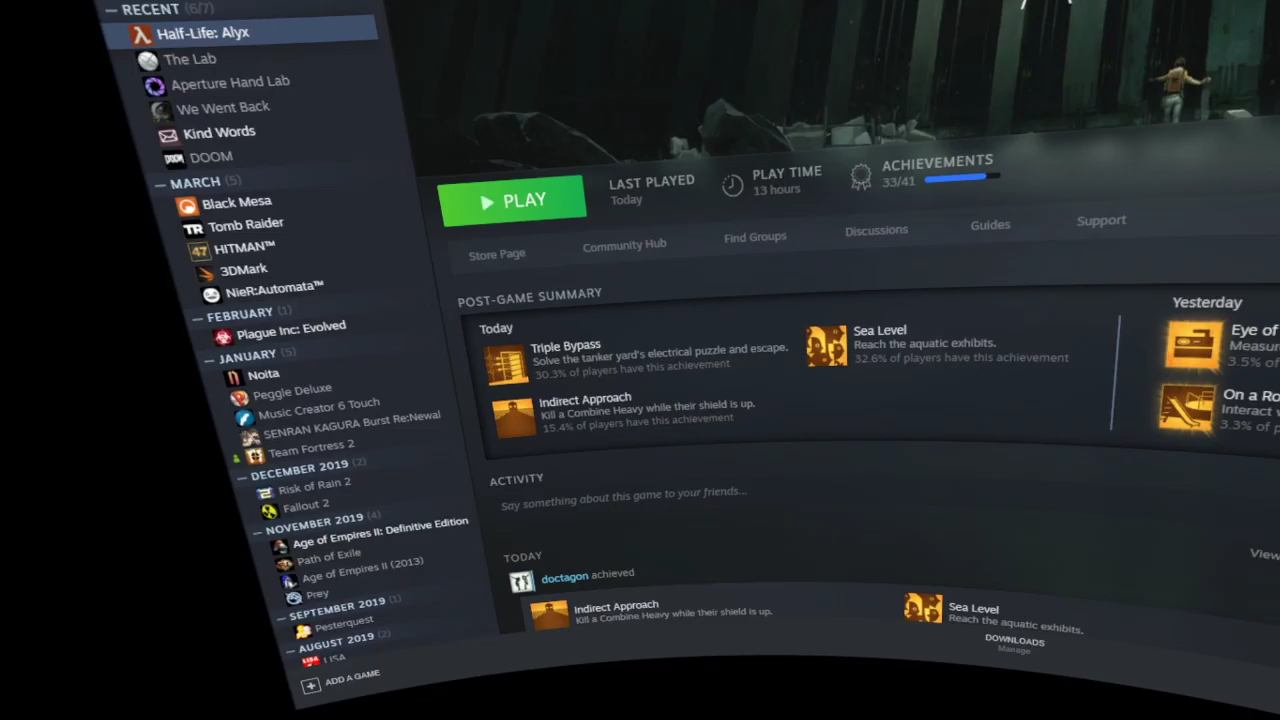 RECENT (6/7)
Half-Life: Alyx
The Lab
Aperture Hand Lab
We Went Back
Kind Words
DOOM
MARCH (5)
Black Mesa
Tomb Raider
HITMAN™
3DMark
NieR:Automata™
FEBRUARY (1)
Plague Inc: Evolved
JANUARY (5)
Noita
Peggle Deluxe
Music Creator 6 Touch
SENRAN KAGURA Burst Re:Newal
Team Fortress 2
DECEMBER 2019 (2)
Risk of Rain 2
Fallout 2
NOVEMBER 2019 (4)
Age of Empires II: Definitive Edition
Path of Exile
Age of Empires II (2013)
Prey
SEPTEMBER 2019 (1)
Pesterquest
AUGUST 2019 (2)
LISA
ADD A GAME
PLAY
LAST PLAYED
Today
PLAY TIME
13 hours
ACHIEVEMENTS
33/41
Store Page
Community Hub
Find Groups
Discussions
Guides
Support
POST-GAME SUMMARY
Today
Triple Bypass
Solve the tanker yard's electrical puzzle and escape.
30.3% of players have this achievement
Sea Level
Reach the aquatic exhibits.
32.6% of players have this achievement
Indirect Approach
Kill a Combine Heavy while their shield is up.
15.4% of players have this achievement
Yesterday
Eye of
Measur
3.5% of
On a Ro
Interact v
3.3% of p
ACTIVITY
Say something about this game to your friends...
TODAY
View
doctagon achieved
Indirect Approach
Kill a Combine Heavy while their shield is up.
Sea Level
Reach the aquatic exhibits.
DOWNLOADS
Manage